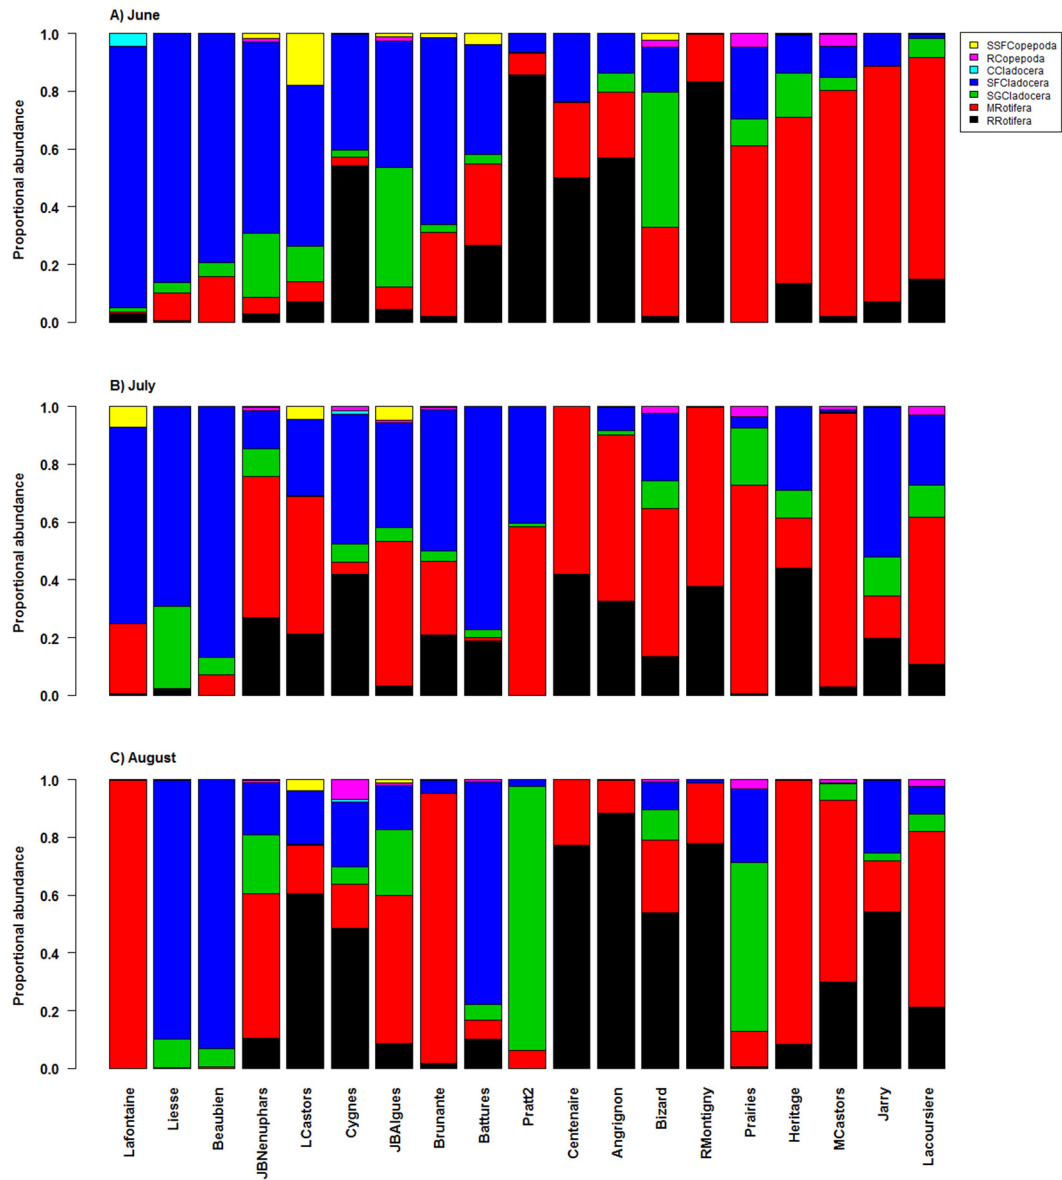 A) June
1.0
0.8
0.6
0.4
0.2
0.0
Proportional abundance
SSFCopepoda
RCopepoda
CCladocera
SFCladocera
SGCladocera
MRotifera
RRotifera
B) July
1.0
0.8
0.6
0.4
0.2
0.0
Proportional abundance
C) August
1.0
0.8
0.6
0.4
0.2
0.0
Proportional abundance
Lafontaine
Liesse
Beaubien
JBNenuphars
LCastors
Cygnes
JBAlgues
Brunante
Battures
Pratt2
Centenaire
Angrignon
Bizard
RMontigny
Prairies
Heritage
MCastors
Jarry
Lacoursiere